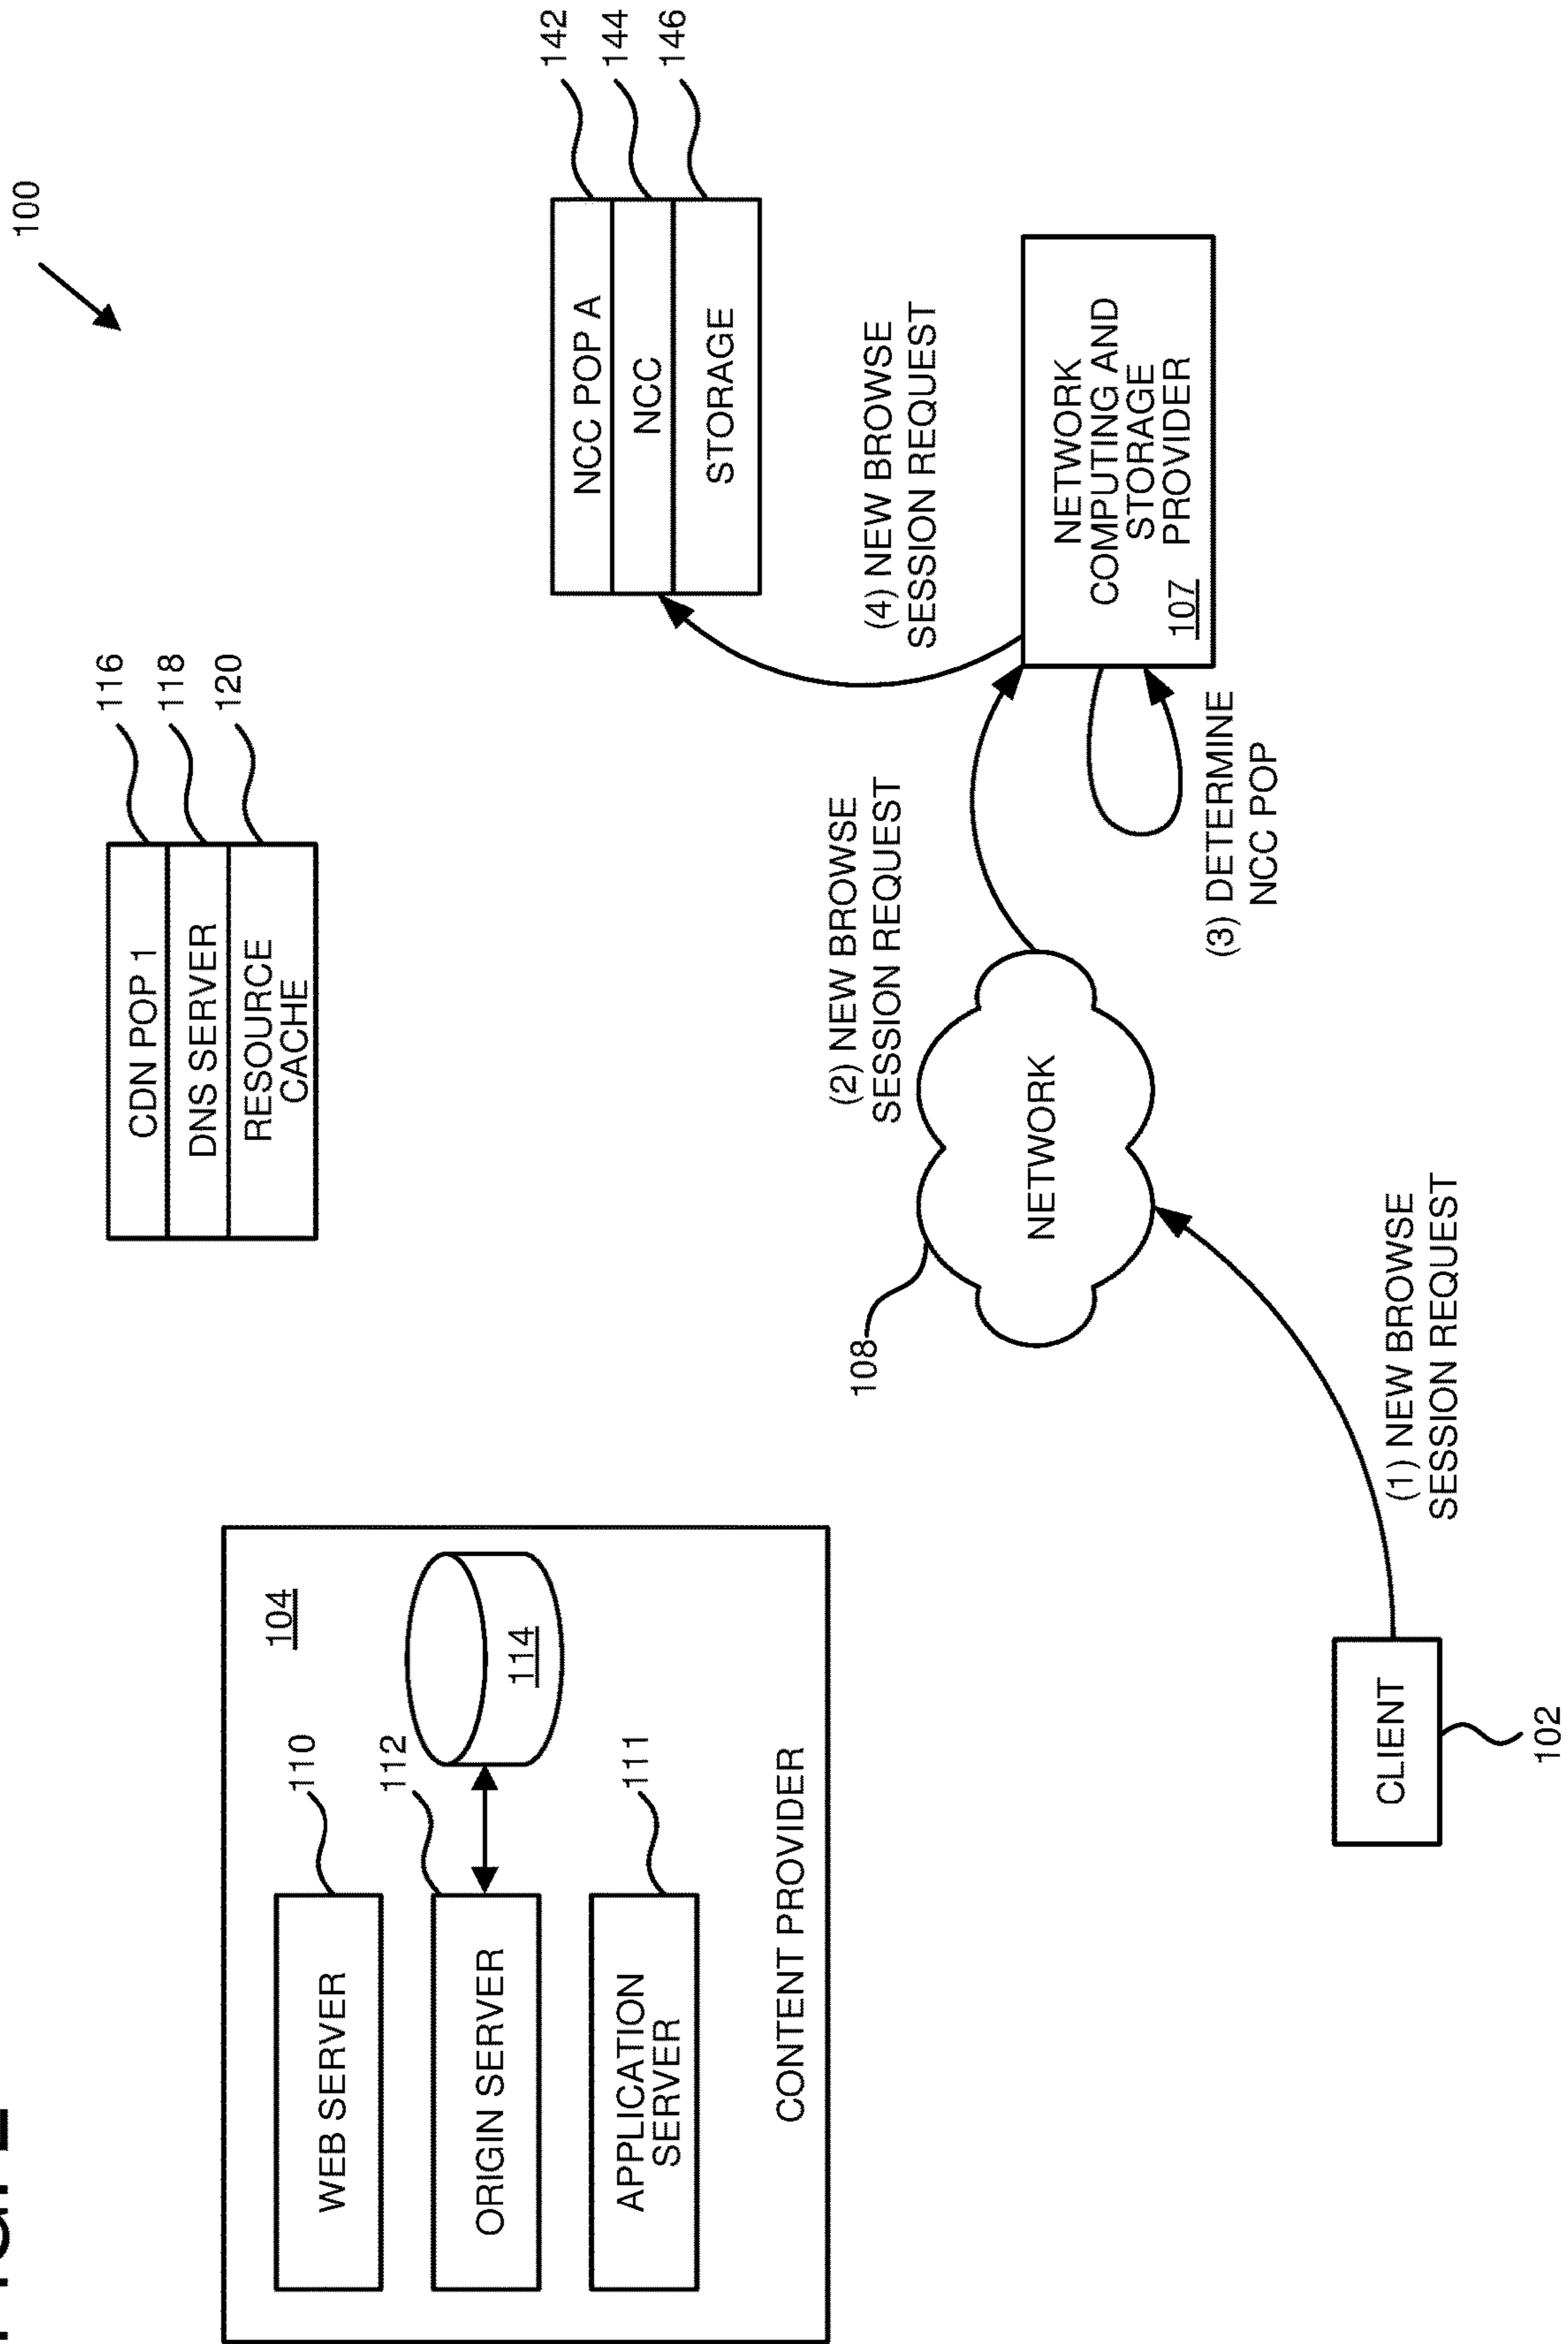 100
CDN POP 1
DNS SERVER
RESOURCE
CACHE
116
118
120
104
WEB SERVER
110
ORIGIN SERVER
112
114
APPLICATION
SERVER
111
CONTENT PROVIDER
NCC POP A
NCC
STORAGE
142
144
146
(4) NEW BROWSE
SESSION REQUEST
(2) NEW BROWSE
SESSION REQUEST
108
NETWORK
NETWORK
COMPUTING AND
STORAGE
PROVIDER
107
(3) DETERMINE
NCC POP
(1) NEW BROWSE
SESSION REQUEST
CLIENT
102